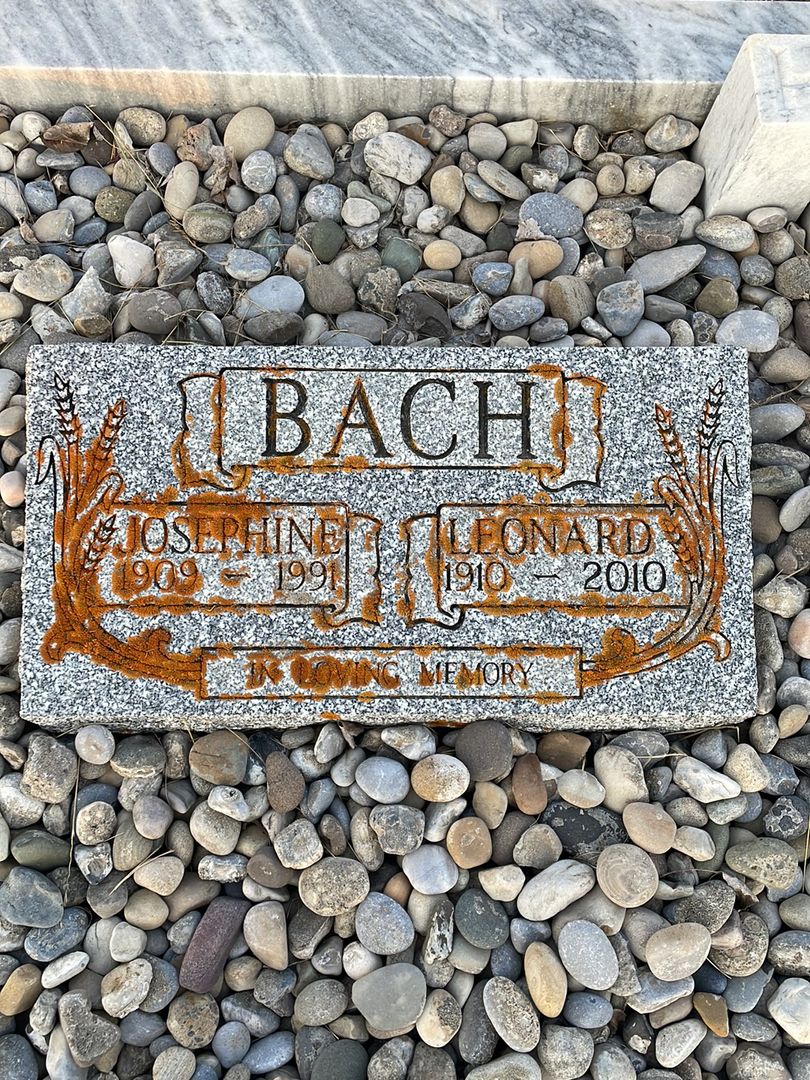 BACH
JOSEPHINE
1909 - 1991
LEONARD
1910 - 2010
IN LOVING MEMORY